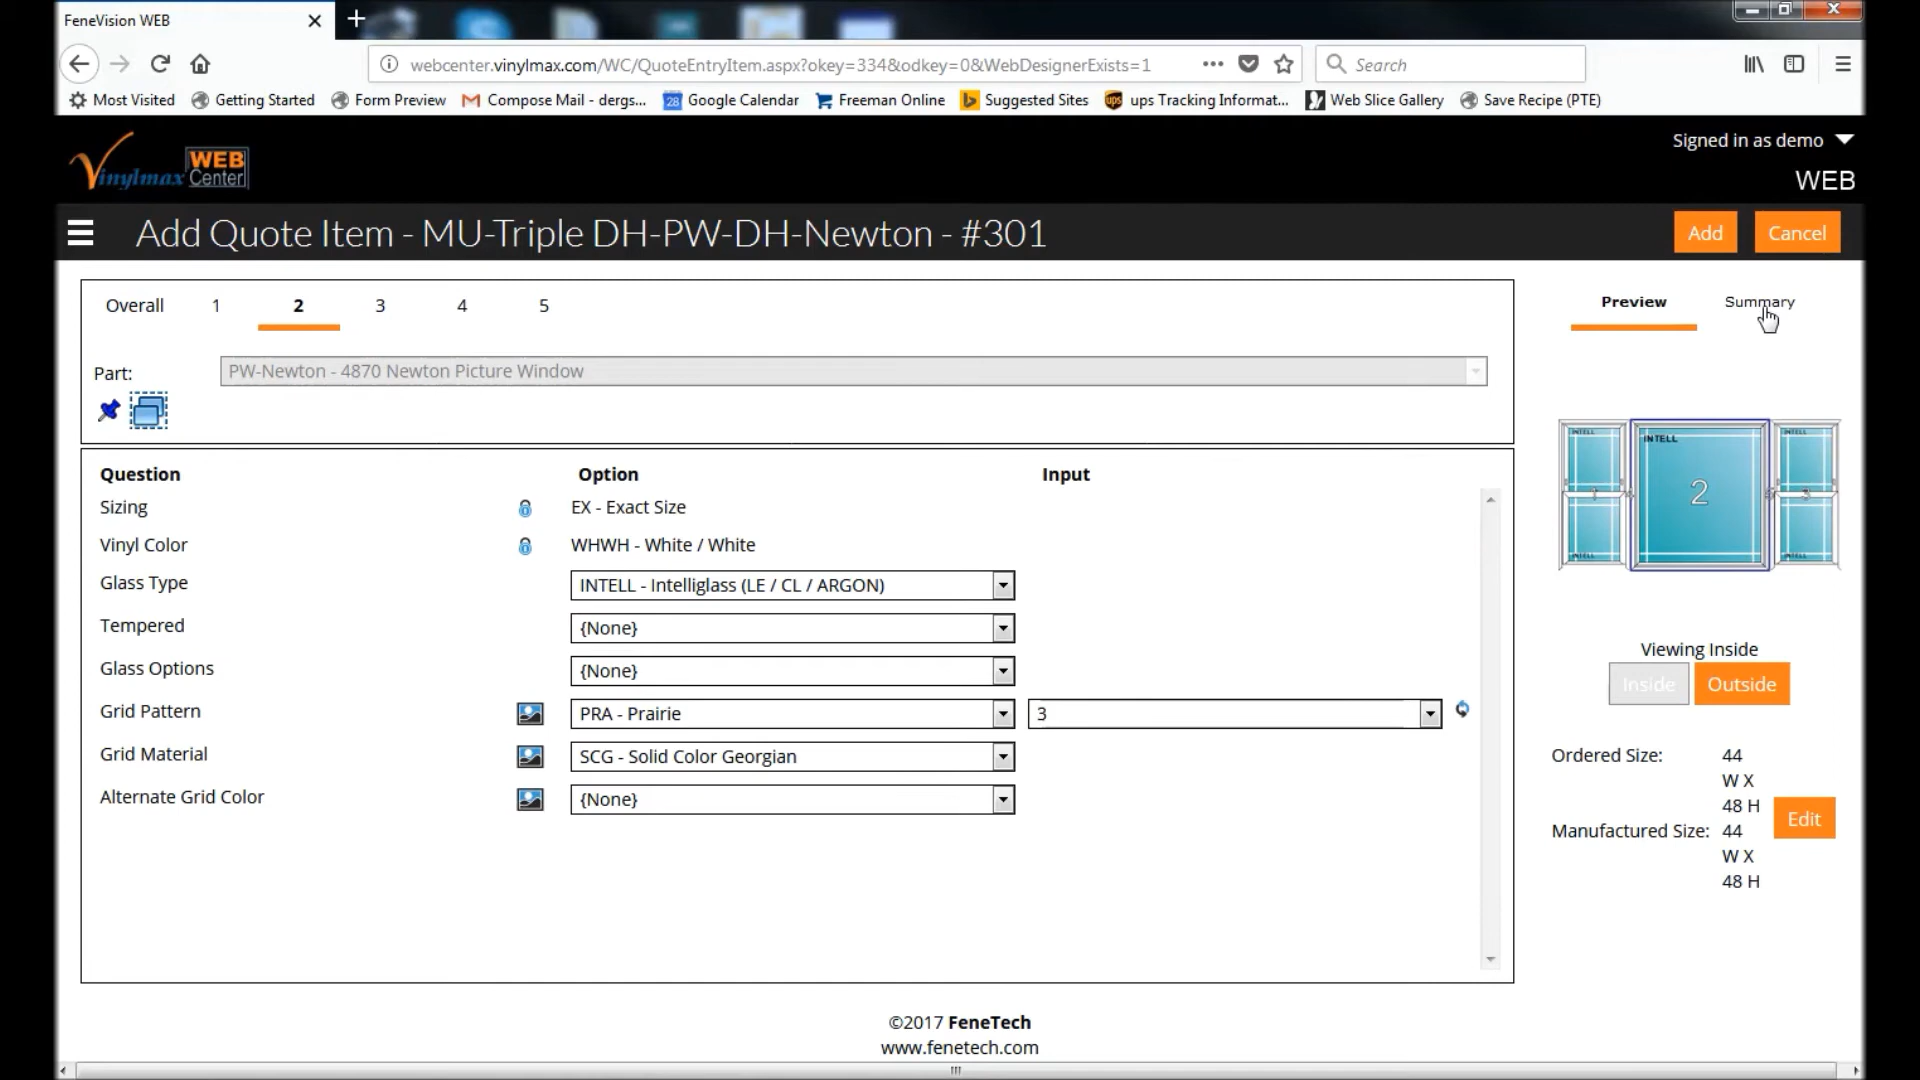 FeneVision WEB
webcenter.vinylmax.com/WC/QuoteEntryItem.aspx?okey=334&odkey=0&WebDesignerExists=1
Search
Most Visited Getting Started Form Preview Compose Mail - dergs... 28 Google Calendar Freeman Online Suggested Sites ups Tracking Informat... Web Slice Gallery Save Recipe (PTE)
Vinylmax WEB Center
Signed in as demo
WEB
Add Quote Item - MU-Triple DH-PW-DH-Newton - #301
Add Cancel
Overall 1 2 3 4 5
Part: PW-Newton - 4870 Newton Picture Window
Question Option Input
Sizing EX - Exact Size
Vinyl Color WHWH - White / White
Glass Type INTELL - Intelliglass (LE / CL / ARGON)
Tempered {None}
Glass Options {None}
Grid Pattern PRA - Prairie 3
Grid Material SCG - Solid Color Georgian
Alternate Grid Color {None}
Preview Summary
INTELL INTELL INTELL
1 2 3
INTELL INTELL
Viewing Inside
Inside Outside
Ordered Size: 44
W X
48 H
Edit
Manufactured Size: 44
W X
48 H
©2017 FeneTech
www.fenetech.com